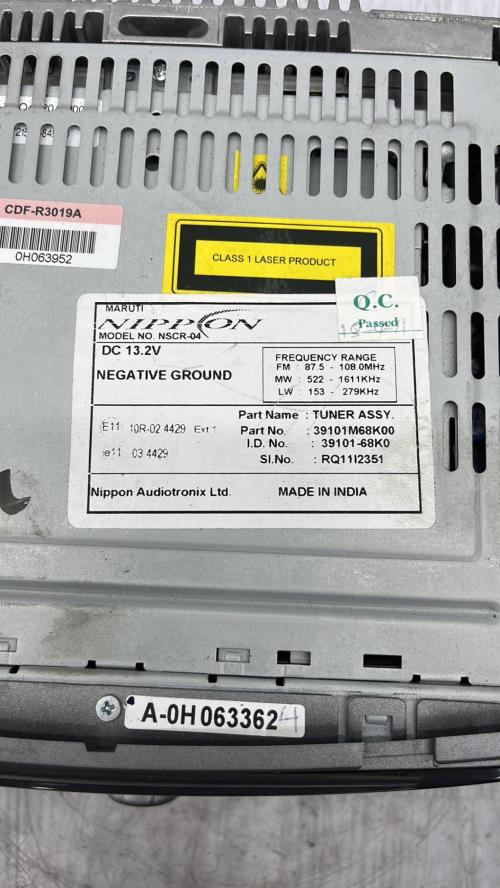 CDF-R3019A
0H063952
CLASS 1 LASER PRODUCT
Q.C.
Passed
MARUTI
NIPPON
MODEL NO. NSCR-04
DC 13.2V
NEGATIVE GROUND
FREQUENCY RANGE
FM : 87.5 - 108.0MHz
MW : 522 - 1611KHz
LW : 153 - 279KHz
E11 10R-02 4429 Ext 1
e11 03 4429
Part Name : TUNER ASSY.
Part No. : 39101M68K00
I.D. No. : 39101-68K0
Sl.No. : RQ11I2351
Nippon Audiotronix Ltd.
MADE IN INDIA
A-0H 063362